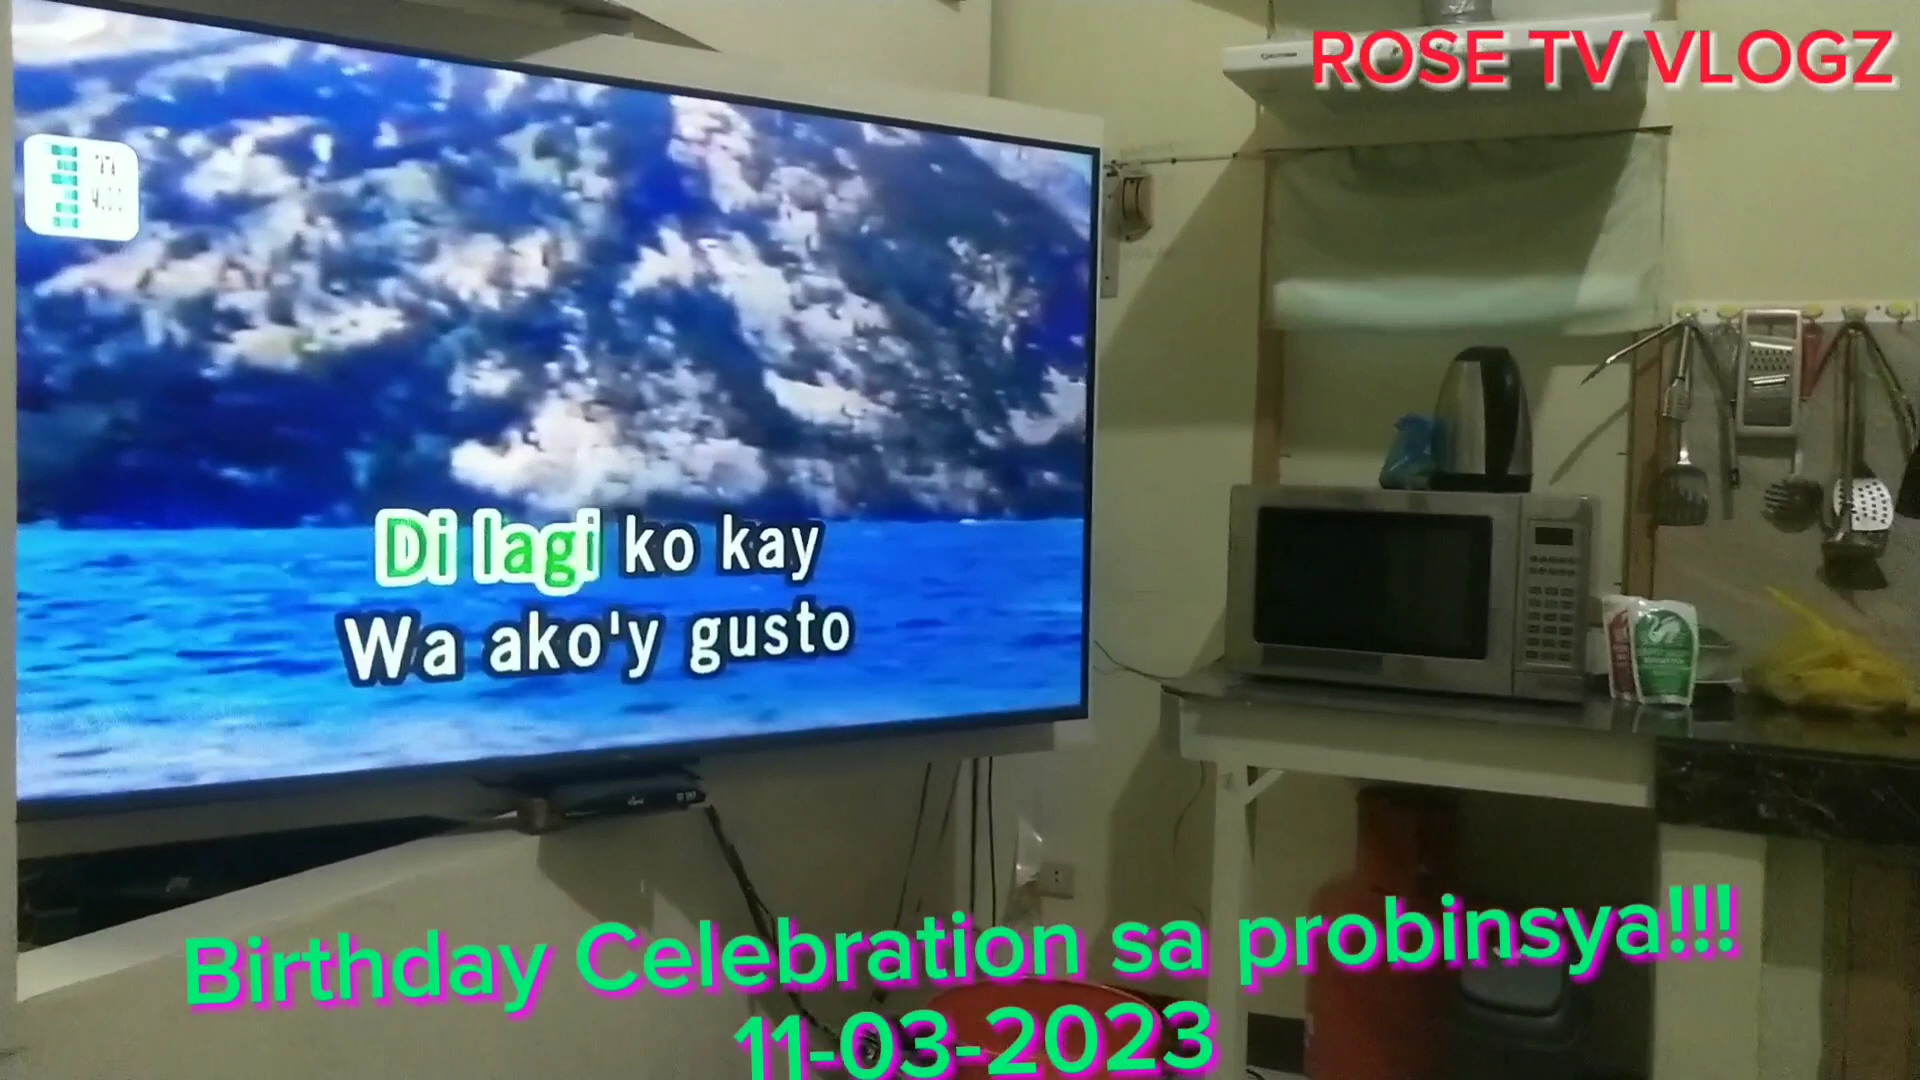 ROSE TV VLOGZ
Di lagi ko kay
Wa ako'y gusto
Birthday Celebration sa probinsya!!!
11-03-2023